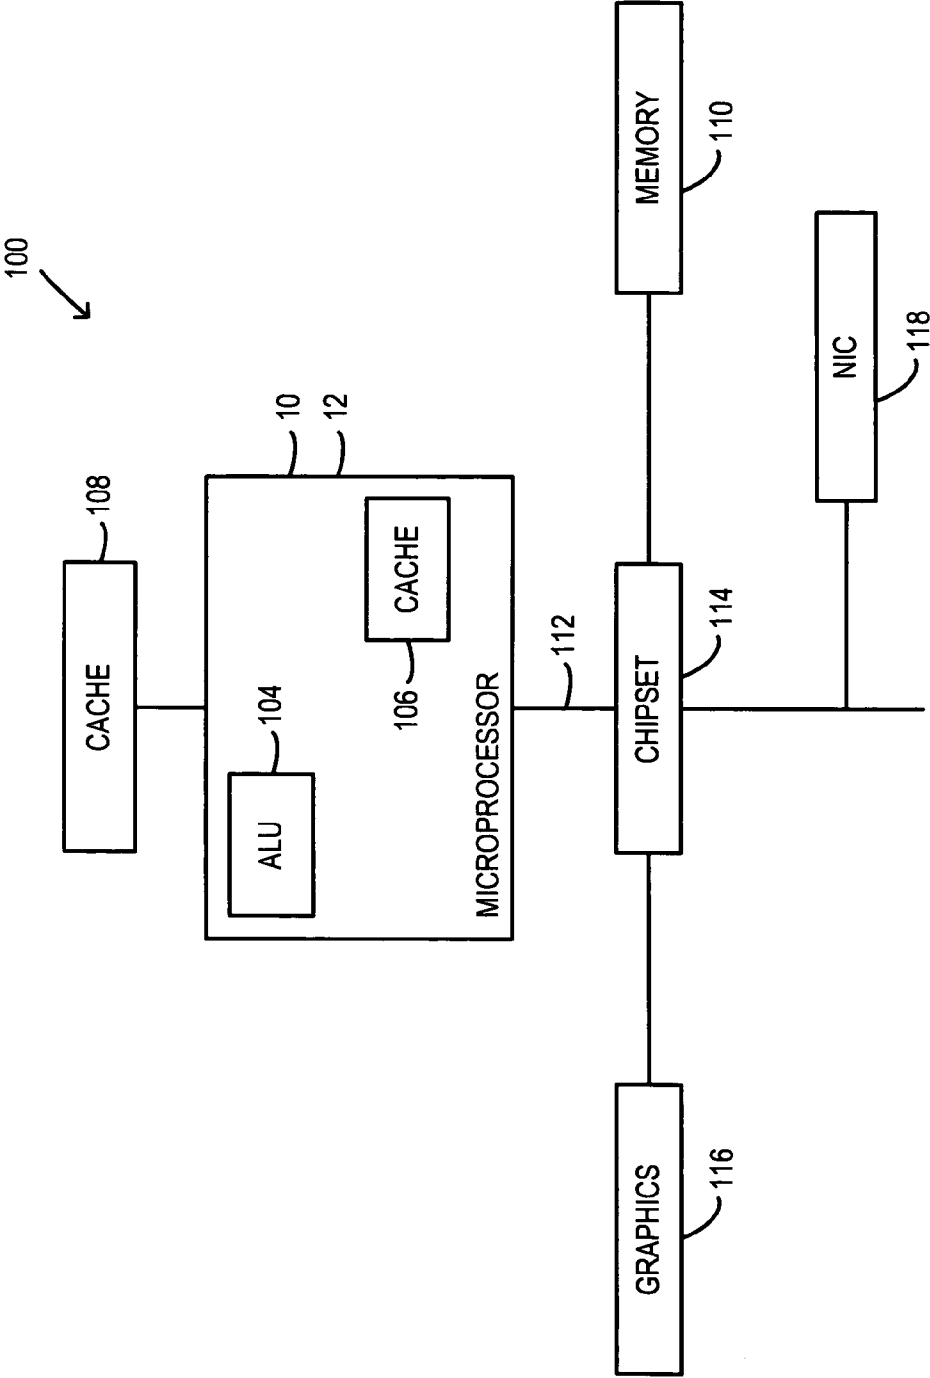 100
CACHE
108
10
12
ALU
104
CACHE
106
MICROPROCESSOR
112
GRAPHICS
116
CHIPSET
114
MEMORY
110
NIC
118